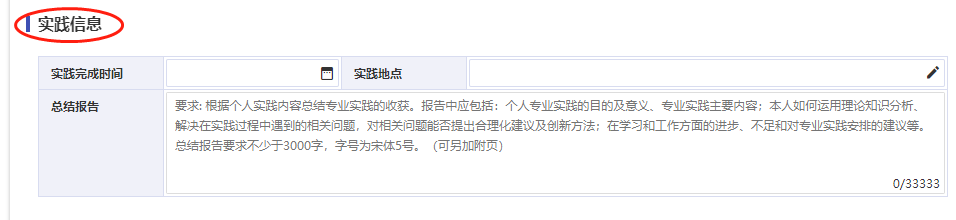 实践信息
实践完成时间 实践地点
总结报告 要求: 根据个人实践内容总结专业实践的收获。报告中应包括：个人专业实践的目的及意义、专业实践主要内容；本人如何运用理论知识分析、
解决在实践过程中遇到的相关问题，对相关问题能否提出合理化建议及创新方法；在学习和工作方面的进步、不足和对专业实践安排的建议等。
总结报告要求不少于3000字，字号为宋体5号。（可另加附页）
0/33333